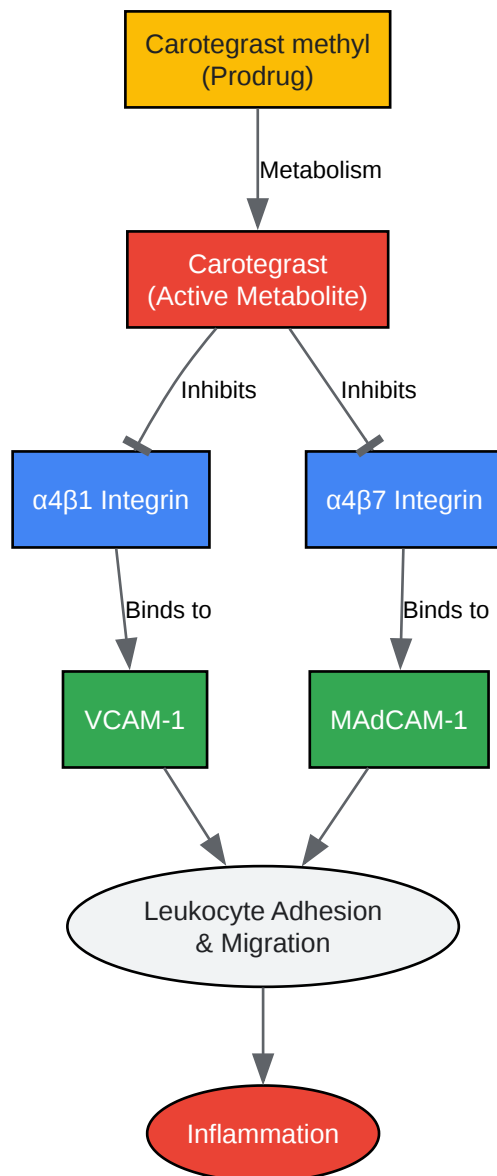 Carotegrast methyl
(Prodrug)
Metabolism
Carotegrast
(Active Metabolite)
Inhibits
Inhibits
α4β1 Integrin
α4β7 Integrin
Binds to
Binds to
VCAM-1
MAdCAM-1
Leukocyte Adhesion
& Migration
Inflammation